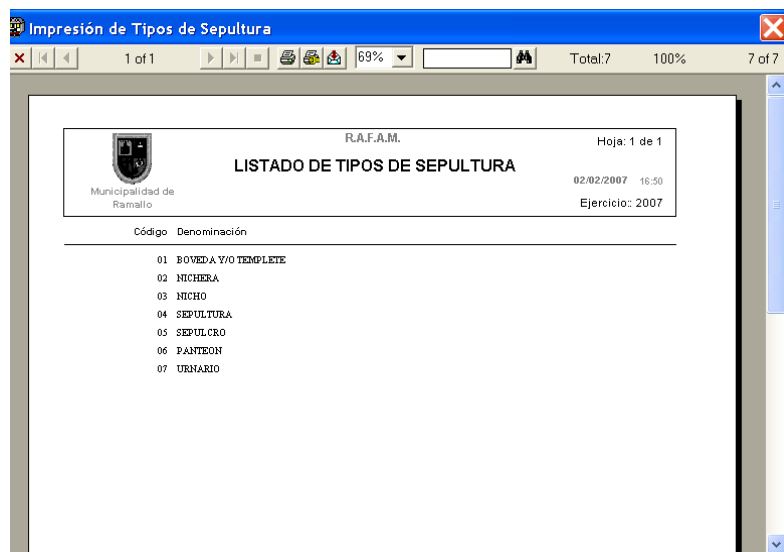 Impresión de Tipos de Sepultura
1 of 1 69% Total:7 100% 7 of 7
R.A.F.A.M.
Hoja: 1 de 1
LISTADO DE TIPOS DE SEPULTURA
02/02/2007 16:50
Municipalidad de
Ramallo
Ejercicio:: 2007
Código Denominación
01 BOVEDA Y/O TEMPLETE
02 NICHERA
03 NICHO
04 SEPULTURA
05 SEPULCRO
06 PANTEON
07 URNARIO